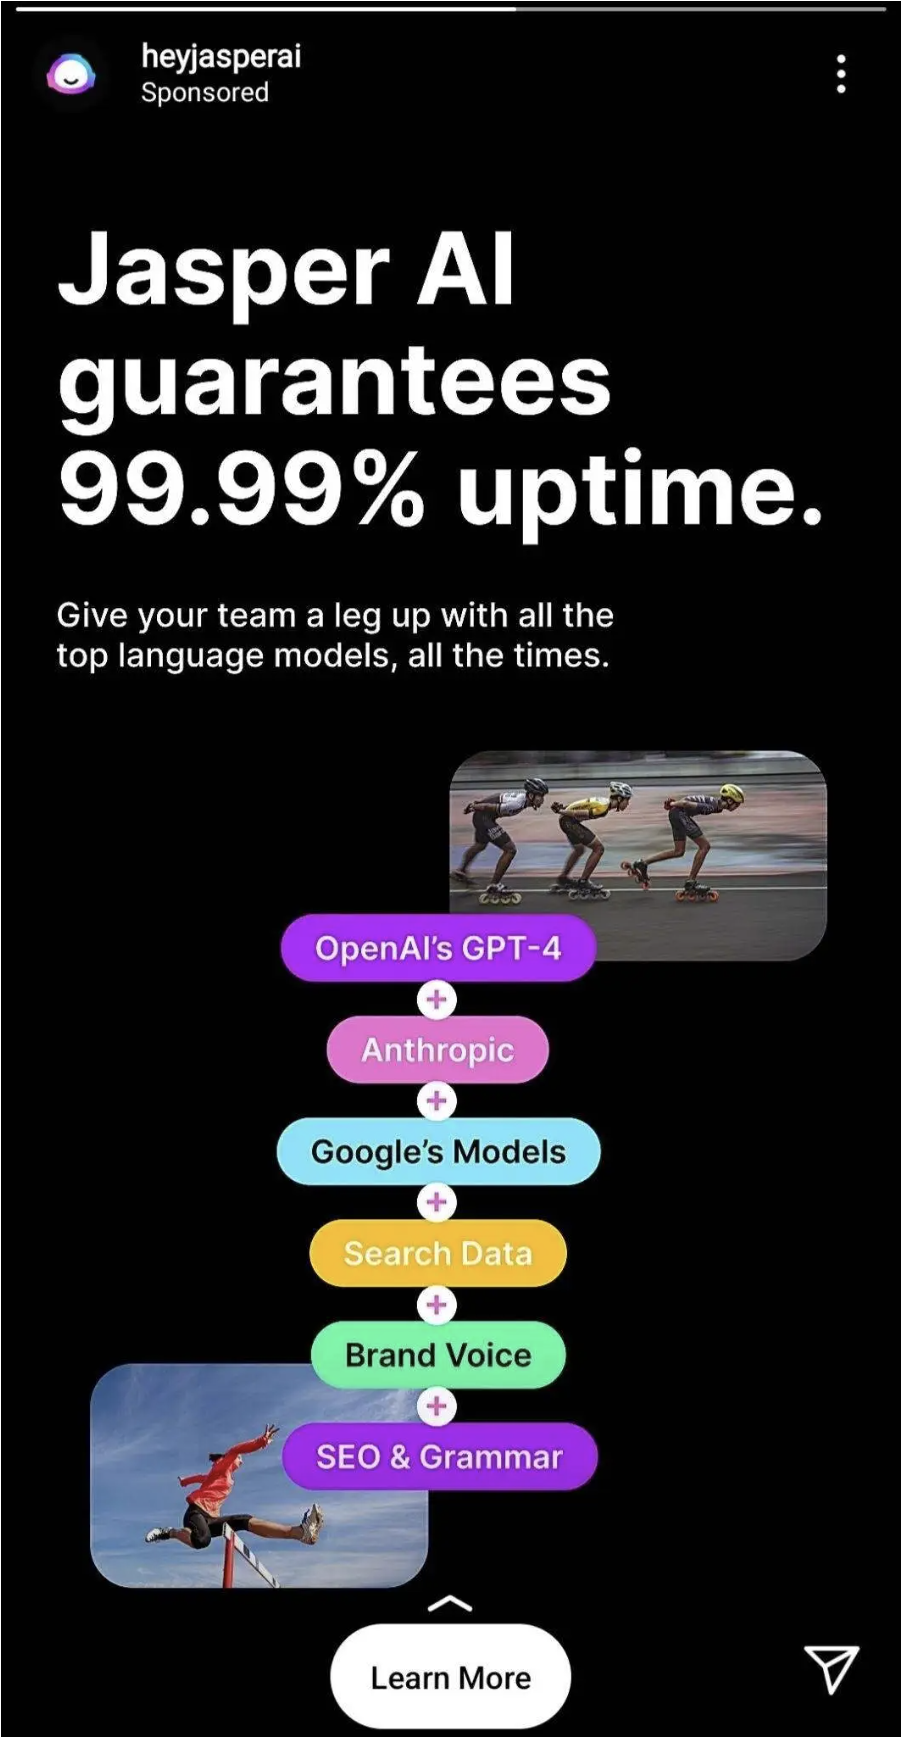 heyjasperai
Sponsored
Jasper AI
guarantees
99.99% uptime.
Give your team a leg up with all the
top language models, all the times.
OpenAI's GPT-4
+
Anthropic
+
Google's Models
+
Search Data
+
Brand Voice
+
SEO & Grammar
Learn More